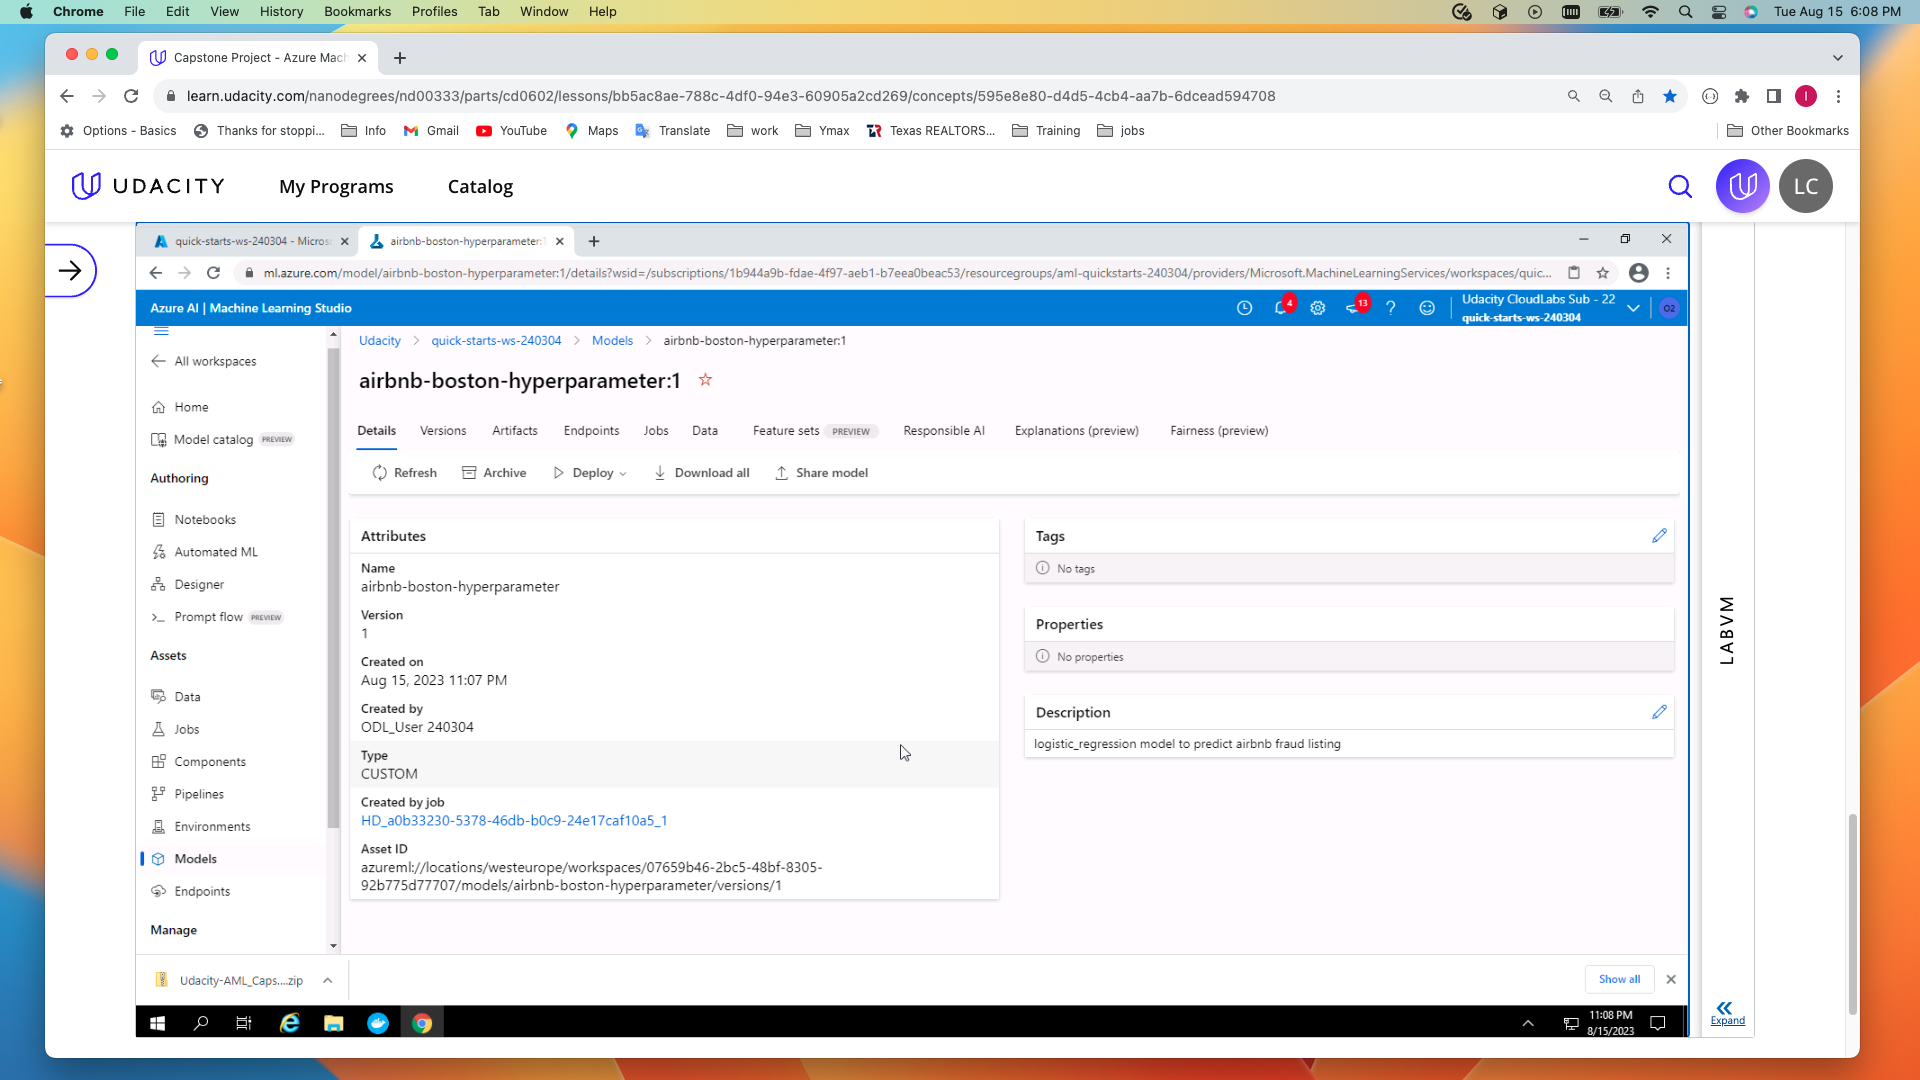 Chrome File Edit View History Bookmarks Profiles Tab Window Help Tue Aug 15 6:08 PM
Capstone Project - Azure Mach
learn.udacity.com/nanodegrees/nd00333/parts/cd0602/lessons/bb5ac8ae-788c-4df0-94e3-60905a2cd269/concepts/595e8e80-d4d5-4cb4-aa7b-6dcead594708
I
Options - Basics Thanks for stoppi... Info Gmail YouTube Maps Translate work Ymax Texas REALTORS... Training jobs Other Bookmarks
UDACITY My Programs Catalog LC
quick-starts-ws-240304 - Micros airbnb-boston-hyperparameter:1
ml.azure.com/model/airbnb-boston-hyperparameter:1/details?wsid=/subscriptions/1b944a9b-fdae-4f97-aeb1-b7eea0beac53/resourcegroups/aml-quickstarts-240304/providers/Microsoft.MachineLearningServices/workspaces/quic...
Azure AI | Machine Learning Studio 4 13 ? Udacity CloudLabs Sub - 22
quick-starts-ws-240304
O2
All workspaces
Home
Model catalog PREVIEW
Authoring
Notebooks
Automated ML
Designer
Prompt flow PREVIEW
Assets
Data
Jobs
Components
Pipelines
Environments
Models
Endpoints
Manage
Udacity > quick-starts-ws-240304 > Models > airbnb-boston-hyperparameter:1
airbnb-boston-hyperparameter:1
Details Versions Artifacts Endpoints Jobs Data Feature sets PREVIEW Responsible AI Explanations (preview) Fairness (preview)
Refresh Archive Deploy Download all Share model
Attributes
Name
airbnb-boston-hyperparameter
Version
1
Created on
Aug 15, 2023 11:07 PM
Created by
ODL_User 240304
Type
CUSTOM
Created by job
HD_a0b33230-5378-46db-b0c9-24e17caf10a5_1
Asset ID
azureml://locations/westeurope/workspaces/07659b46-2bc5-48bf-8305-
92b775d77707/models/airbnb-boston-hyperparameter/versions/1
Tags
No tags
Properties
No properties
Description
logistic_regression model to predict airbnb fraud listing
LABVM
Expand
Udacity-AML_Caps....zip Show all
11:08 PM
8/15/2023